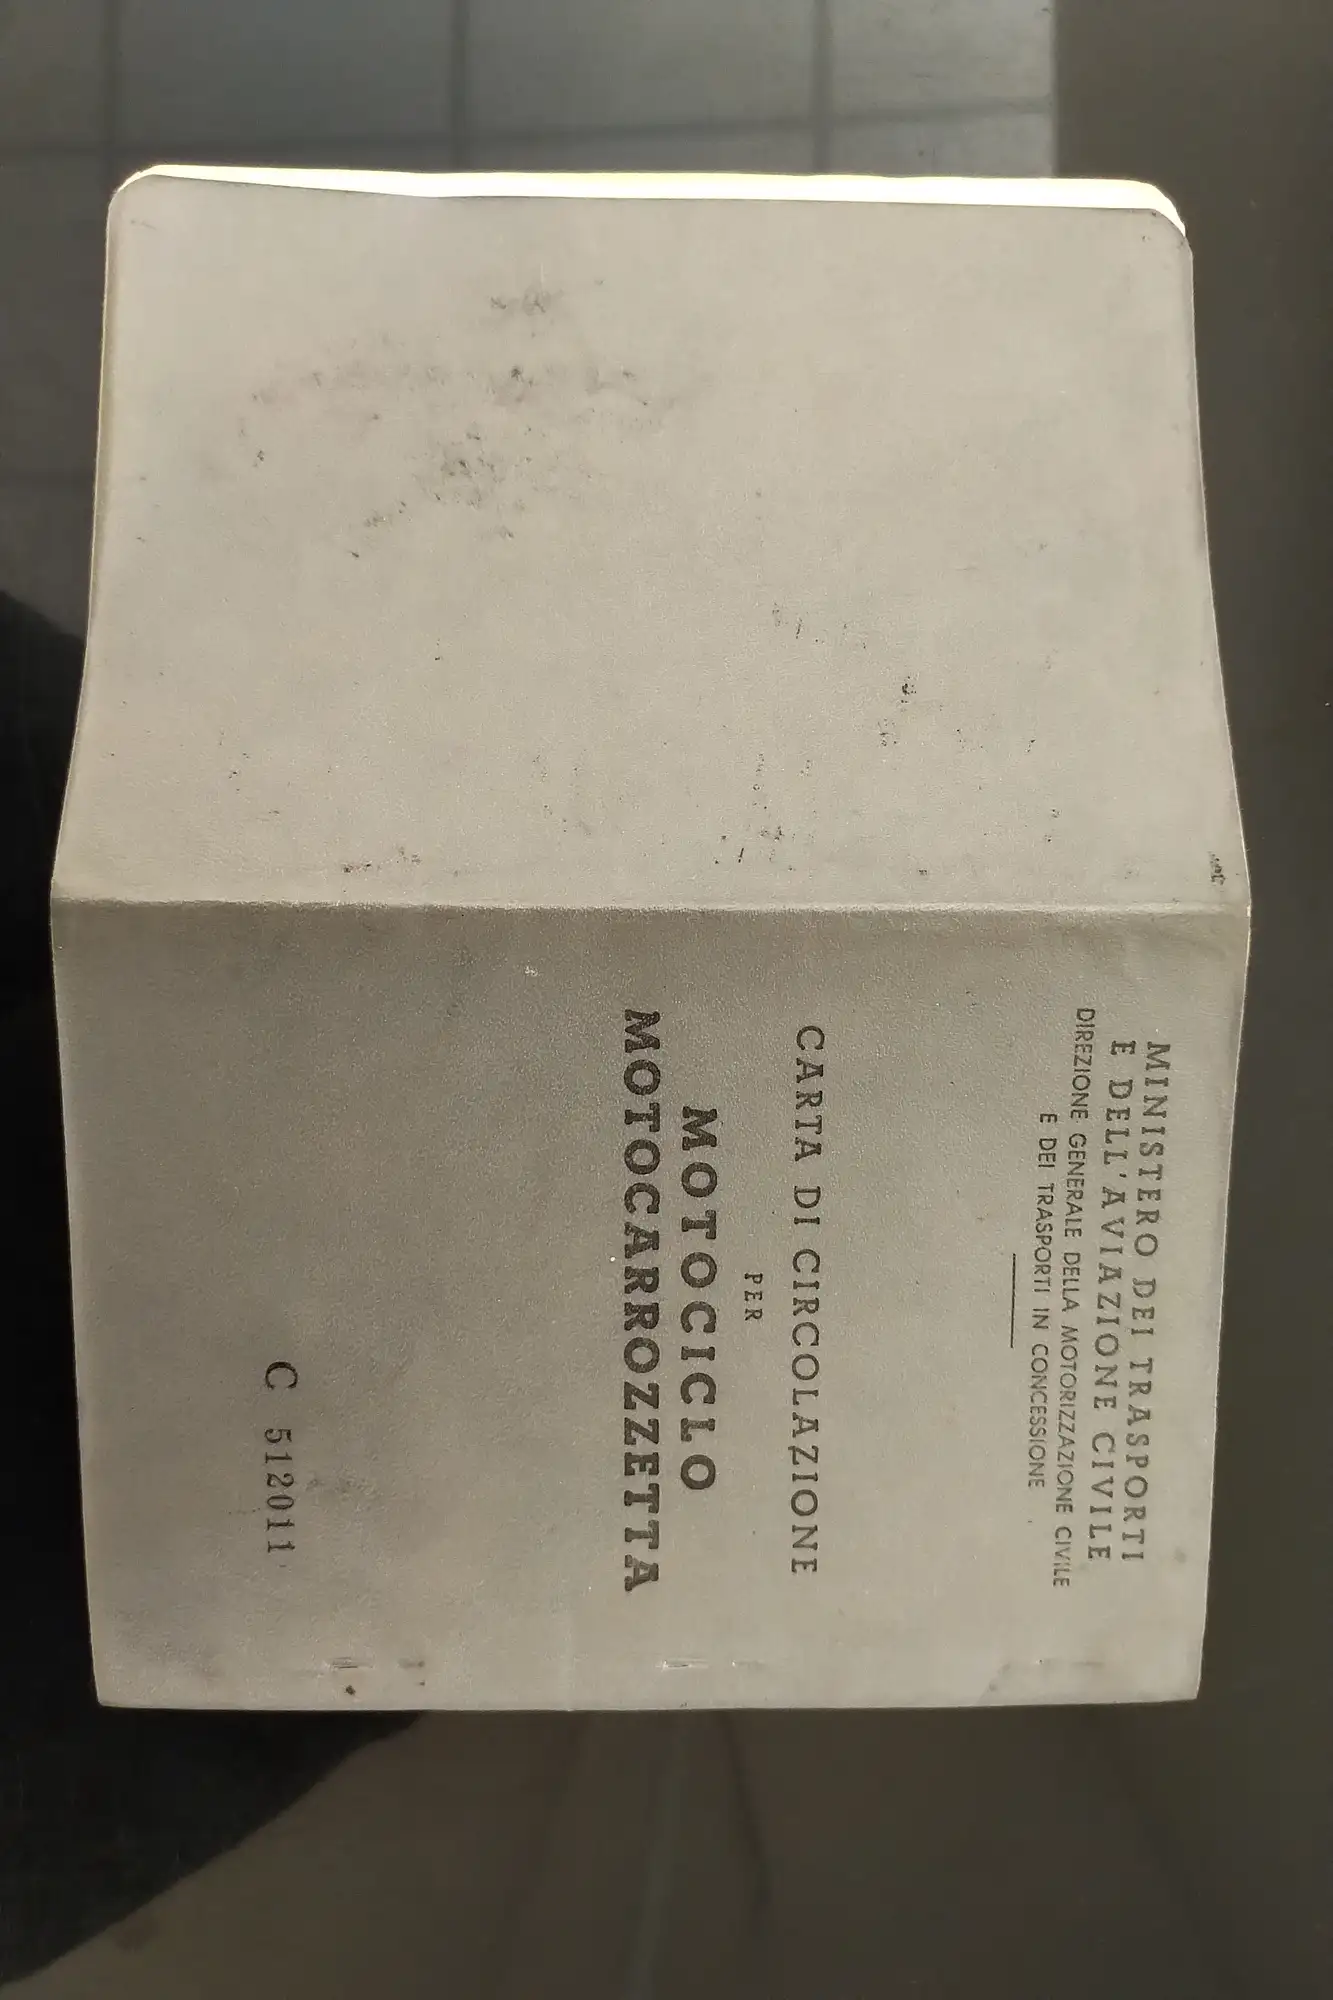 MINISTERO DEI TRASPORTI
E DELL'AVIAZIONE CIVILE
DIREZIONE GENERALE DELLA MOTORIZZAZIONE CIVILE
E DEI TRASPORTI IN CONCESSIONE
CARTA DI CIRCOLAZIONE
PER
MOTOCICLO
MOTOCARROZZETTA
C 512011